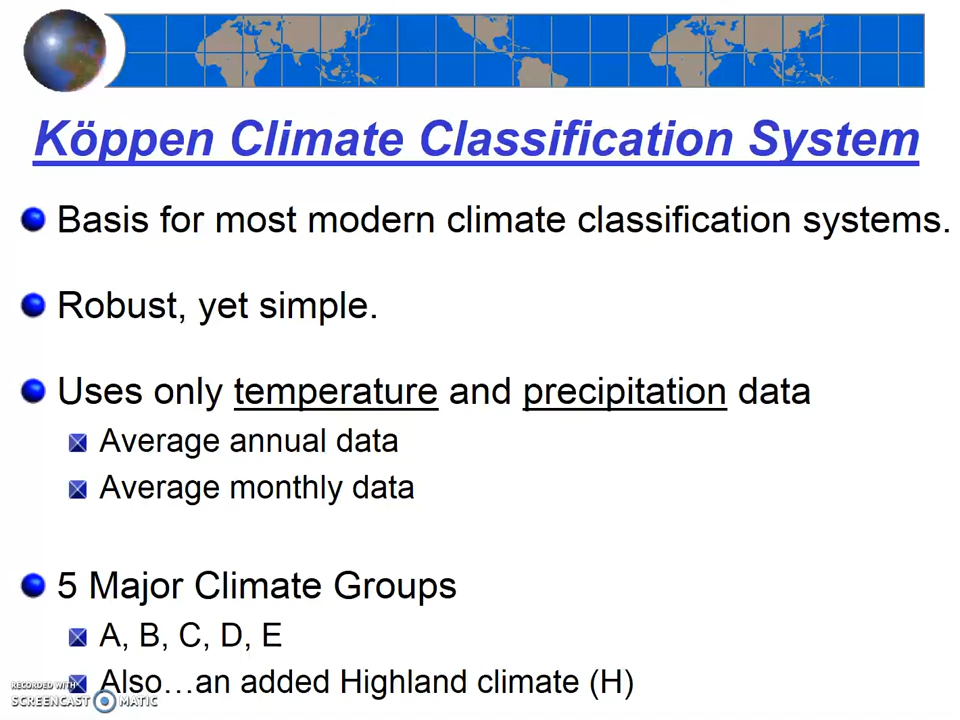 Köppen Climate Classification System
Basis for most modern climate classification systems.
Robust, yet simple.
Uses only temperature and precipitation data
Average annual data
Average monthly data
5 Major Climate Groups
A, B, C, D, E
Also…an added Highland climate (H)
RECORDED WITH
SCREENCAST MATIC